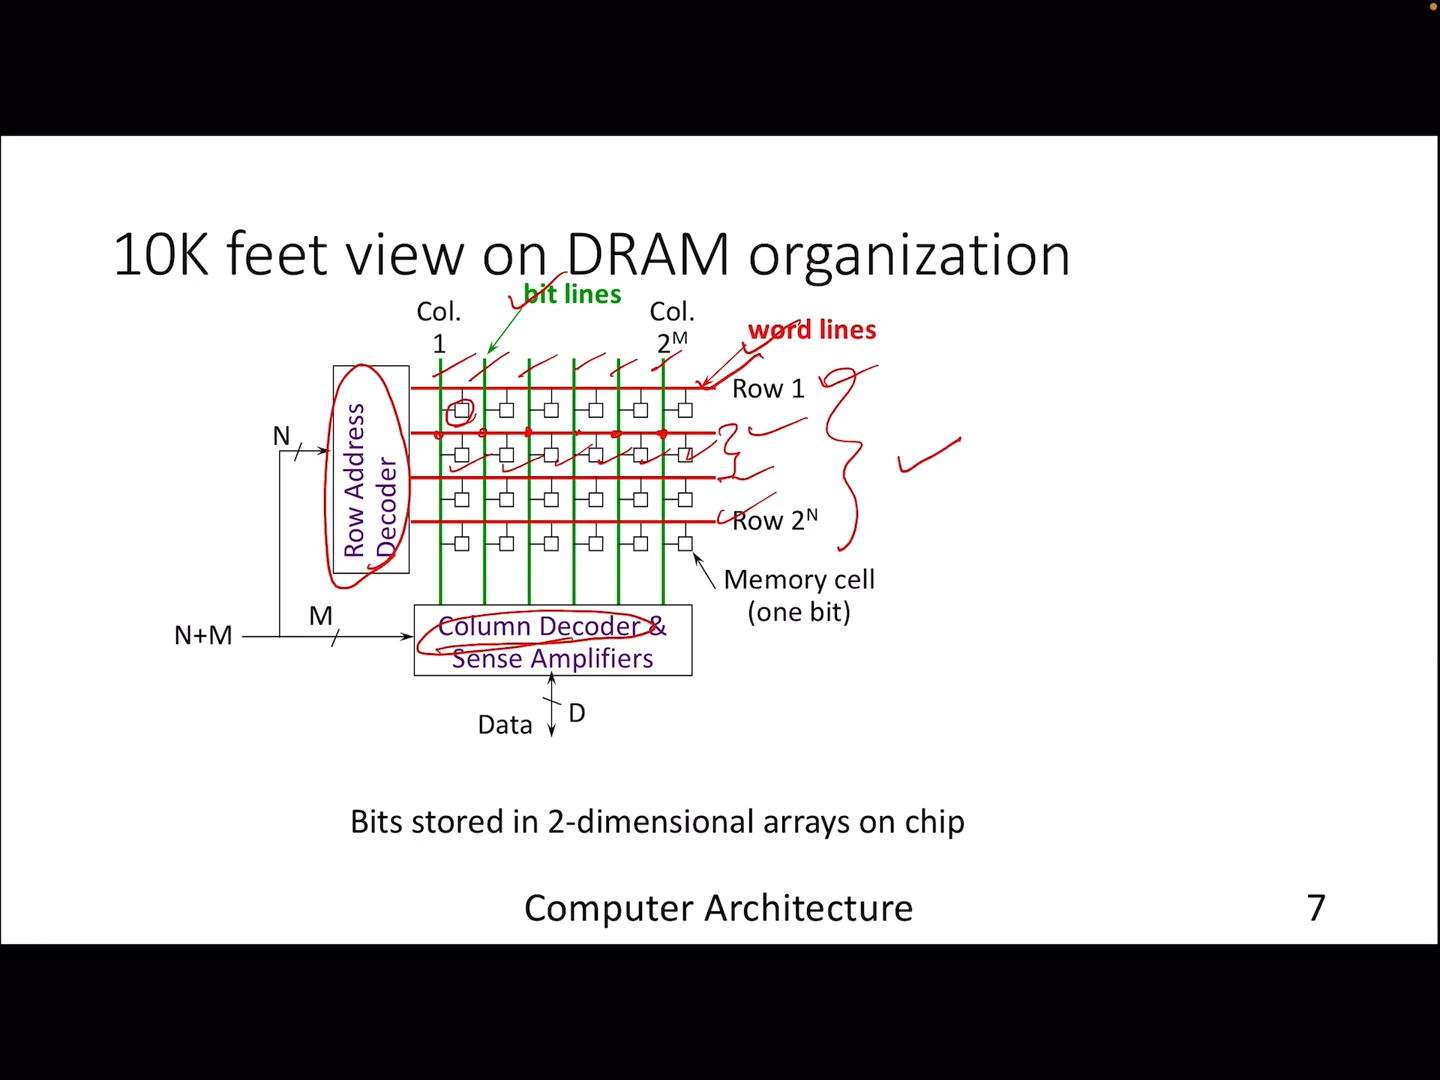 10K feet view on DRAM organization
bit lines
Col.
1
Col.
2ᴹ
word lines
Row 1
Row Address
Decoder
N
Row 2ᴺ
Memory cell
(one bit)
M
N+M
Column Decoder &
Sense Amplifiers
Data
D
Bits stored in 2-dimensional arrays on chip
Computer Architecture
7